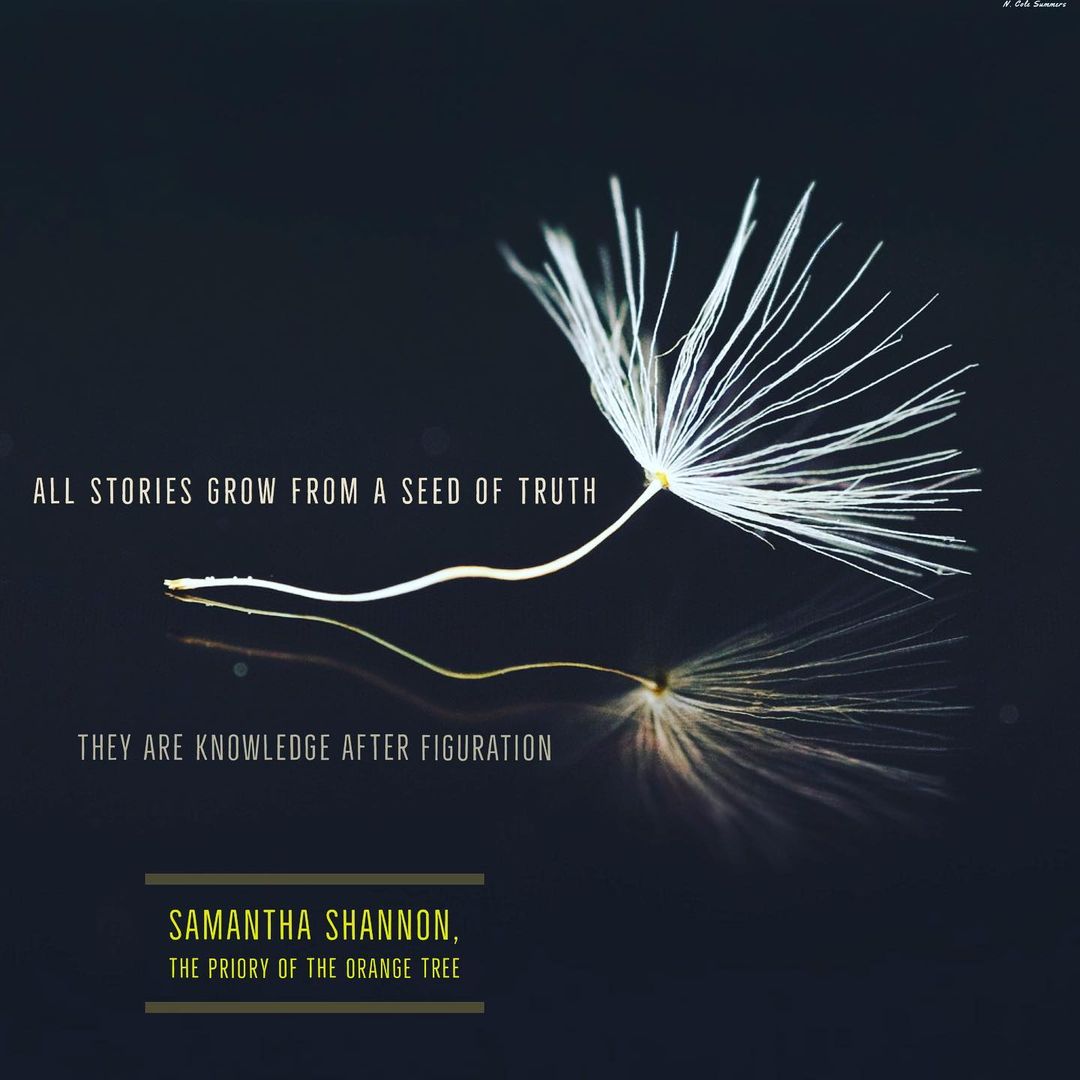 N. Cole Summers
ALL STORIES GROW FROM A SEED OF TRUTH
THEY ARE KNOWLEDGE AFTER FIGURATION
SAMANTHA SHANNON,
THE PRIORY OF THE ORANGE TREE